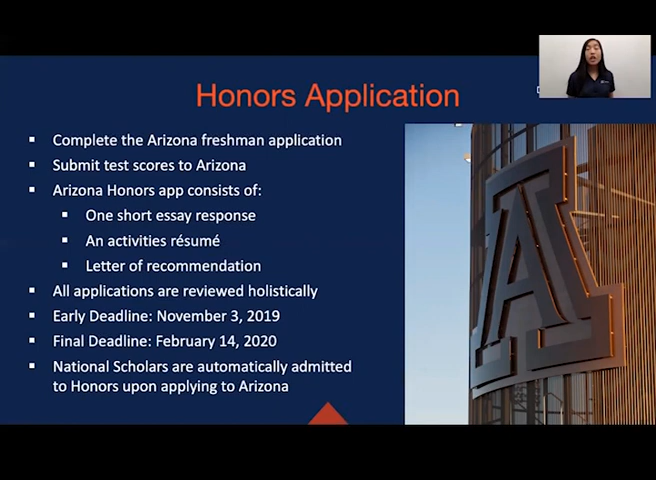 Honors Application
▪ Complete the Arizona freshman application
▪ Submit test scores to Arizona
▪ Arizona Honors app consists of:
▪ One short essay response
▪ An activities résumé
▪ Letter of recommendation
▪ All applications are reviewed holistically
▪ Early Deadline: November 3, 2019
▪ Final Deadline: February 14, 2020
▪ National Scholars are automatically admitted
to Honors upon applying to Arizona
A